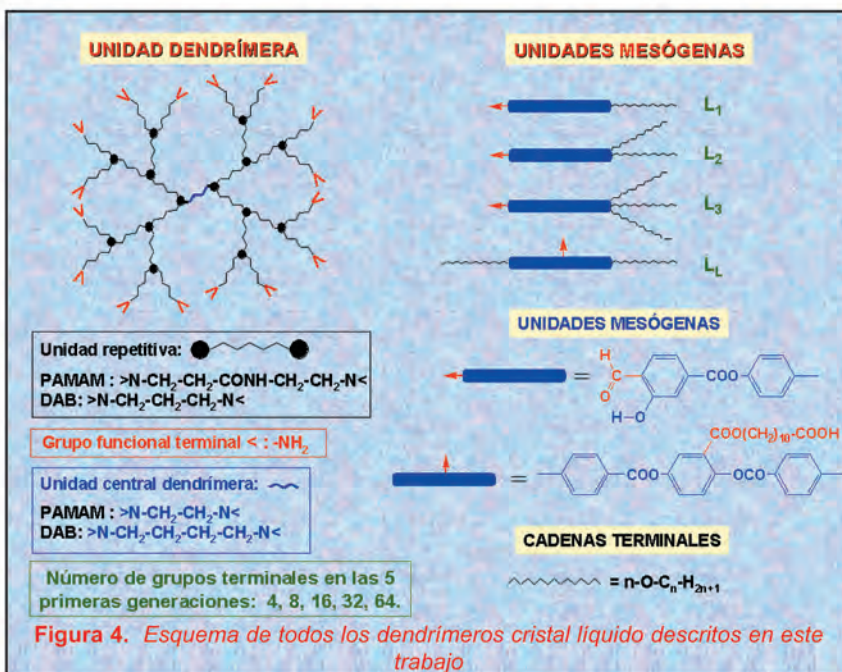 UNIDAD DENDRÍMERA
UNIDADES MESÓGENAS
L₁
L₂
L₃
L_L
Unidad repetitiva:
PAMAM : >N-CH₂-CH₂-CONH-CH₂-CH₂-N<
DAB: >N-CH₂-CH₂-CH₂-N<
Grupo funcional terminal < : -NH₂
Unidad central dendrímera:
PAMAM: >N-CH₂-CH₂-N<
DAB: >N-CH₂-CH₂-CH₂-CH₂-N<
Número de grupos terminales en las 5
primeras generaciones: 4, 8, 16, 32, 64.
UNIDADES MESÓGENAS
=
H
O
H-O
COO
=
COO(CH₂)₁₀-COOH
COO
OCO
CADENAS TERMINALES
= n-O-Cₙ-H₂ₙ₊₁
Figura 4. Esquema de todos los dendrímeros cristal líquido descritos en este
trabajo